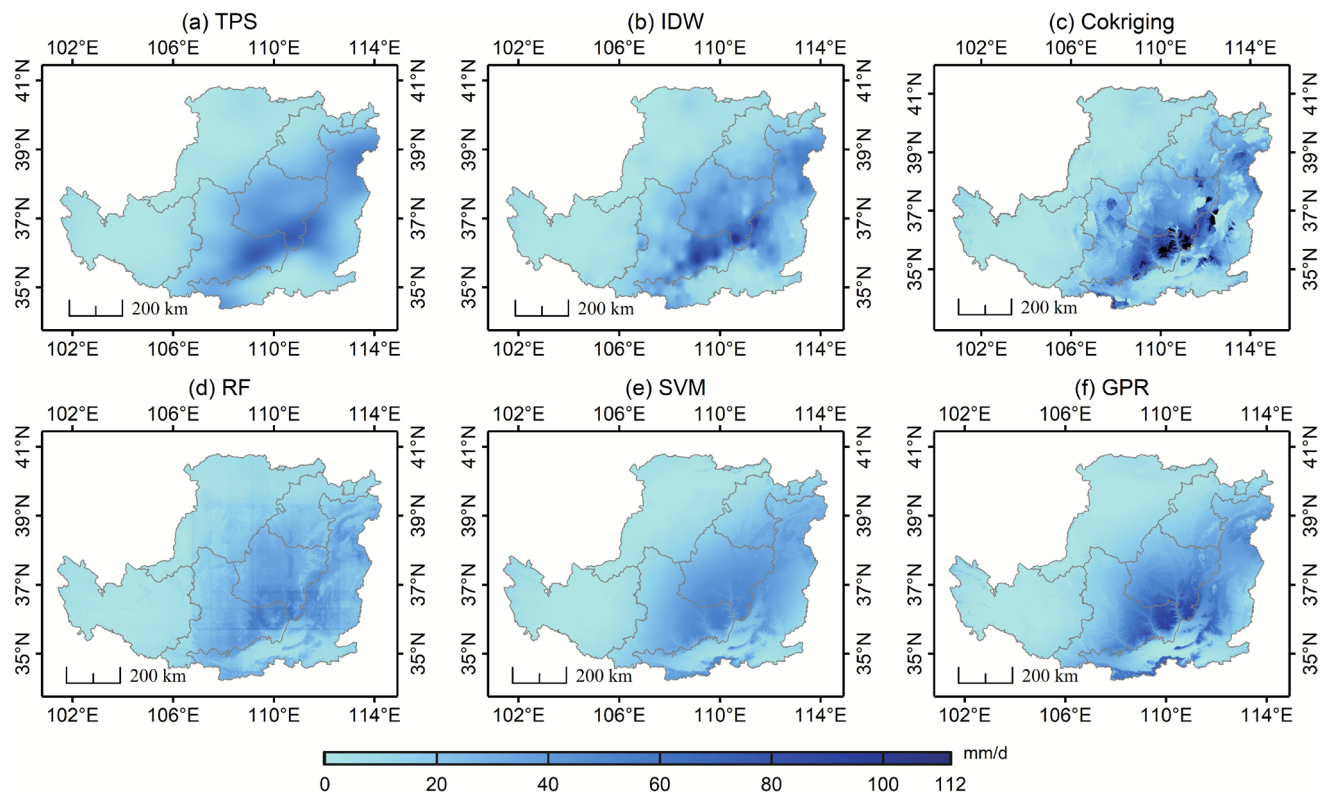 (a) TPS (b) IDW (c) Cokriging
102°E 106°E 110°E 114°E 102°E 106°E 110°E 114°E 102°E 106°E 110°E 114°E
41°N 41°N 41°N 41°N 41°N 41°N
39°N 39°N 39°N 39°N 39°N 39°N
37°N 37°N 37°N 37°N 37°N 37°N
35°N 35°N 35°N 35°N 35°N 35°N
200 km 200 km 200 km
102°E 106°E 110°E 114°E 102°E 106°E 110°E 114°E 102°E 106°E 110°E 114°E
(d) RF (e) SVM (f) GPR
102°E 106°E 110°E 114°E 102°E 106°E 110°E 114°E 102°E 106°E 110°E 114°E
41°N 41°N 41°N 41°N 41°N 41°N
39°N 39°N 39°N 39°N 39°N 39°N
37°N 37°N 37°N 37°N 37°N 37°N
35°N 35°N 35°N 35°N 35°N 35°N
200 km 200 km 200 km
102°E 106°E 110°E 114°E 102°E 106°E 110°E 114°E 102°E 106°E 110°E 114°E
mm/d
0 20 40 60 80 100 112